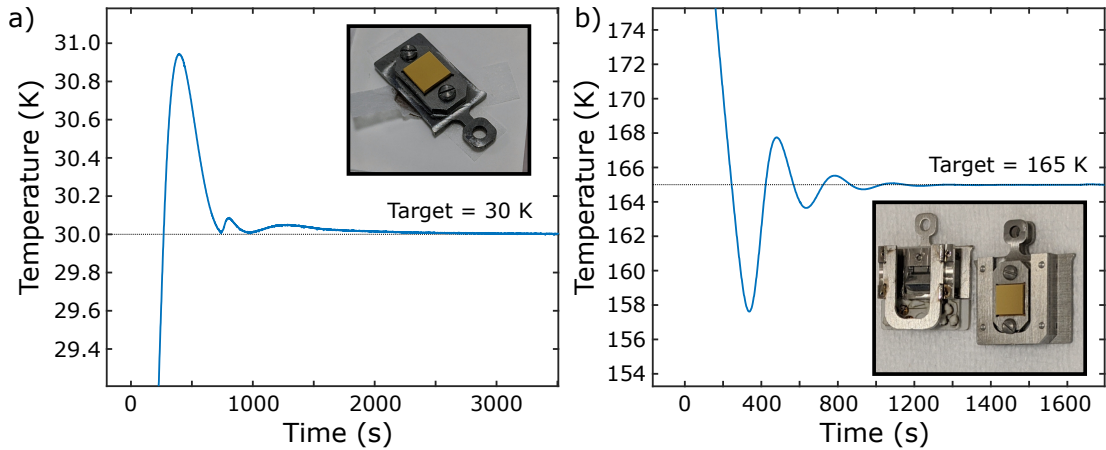 a)
31.0
30.8
30.6
30.4
30.2
30.0
29.8
29.6
29.4
Temperature (K)
Target = 30 K
0 1000 2000 3000
Time (s)
b)
174
172
170
168
166
164
162
160
158
156
154
Temperature (K)
Target = 165 K
0 400 800 1200 1600
Time (s)